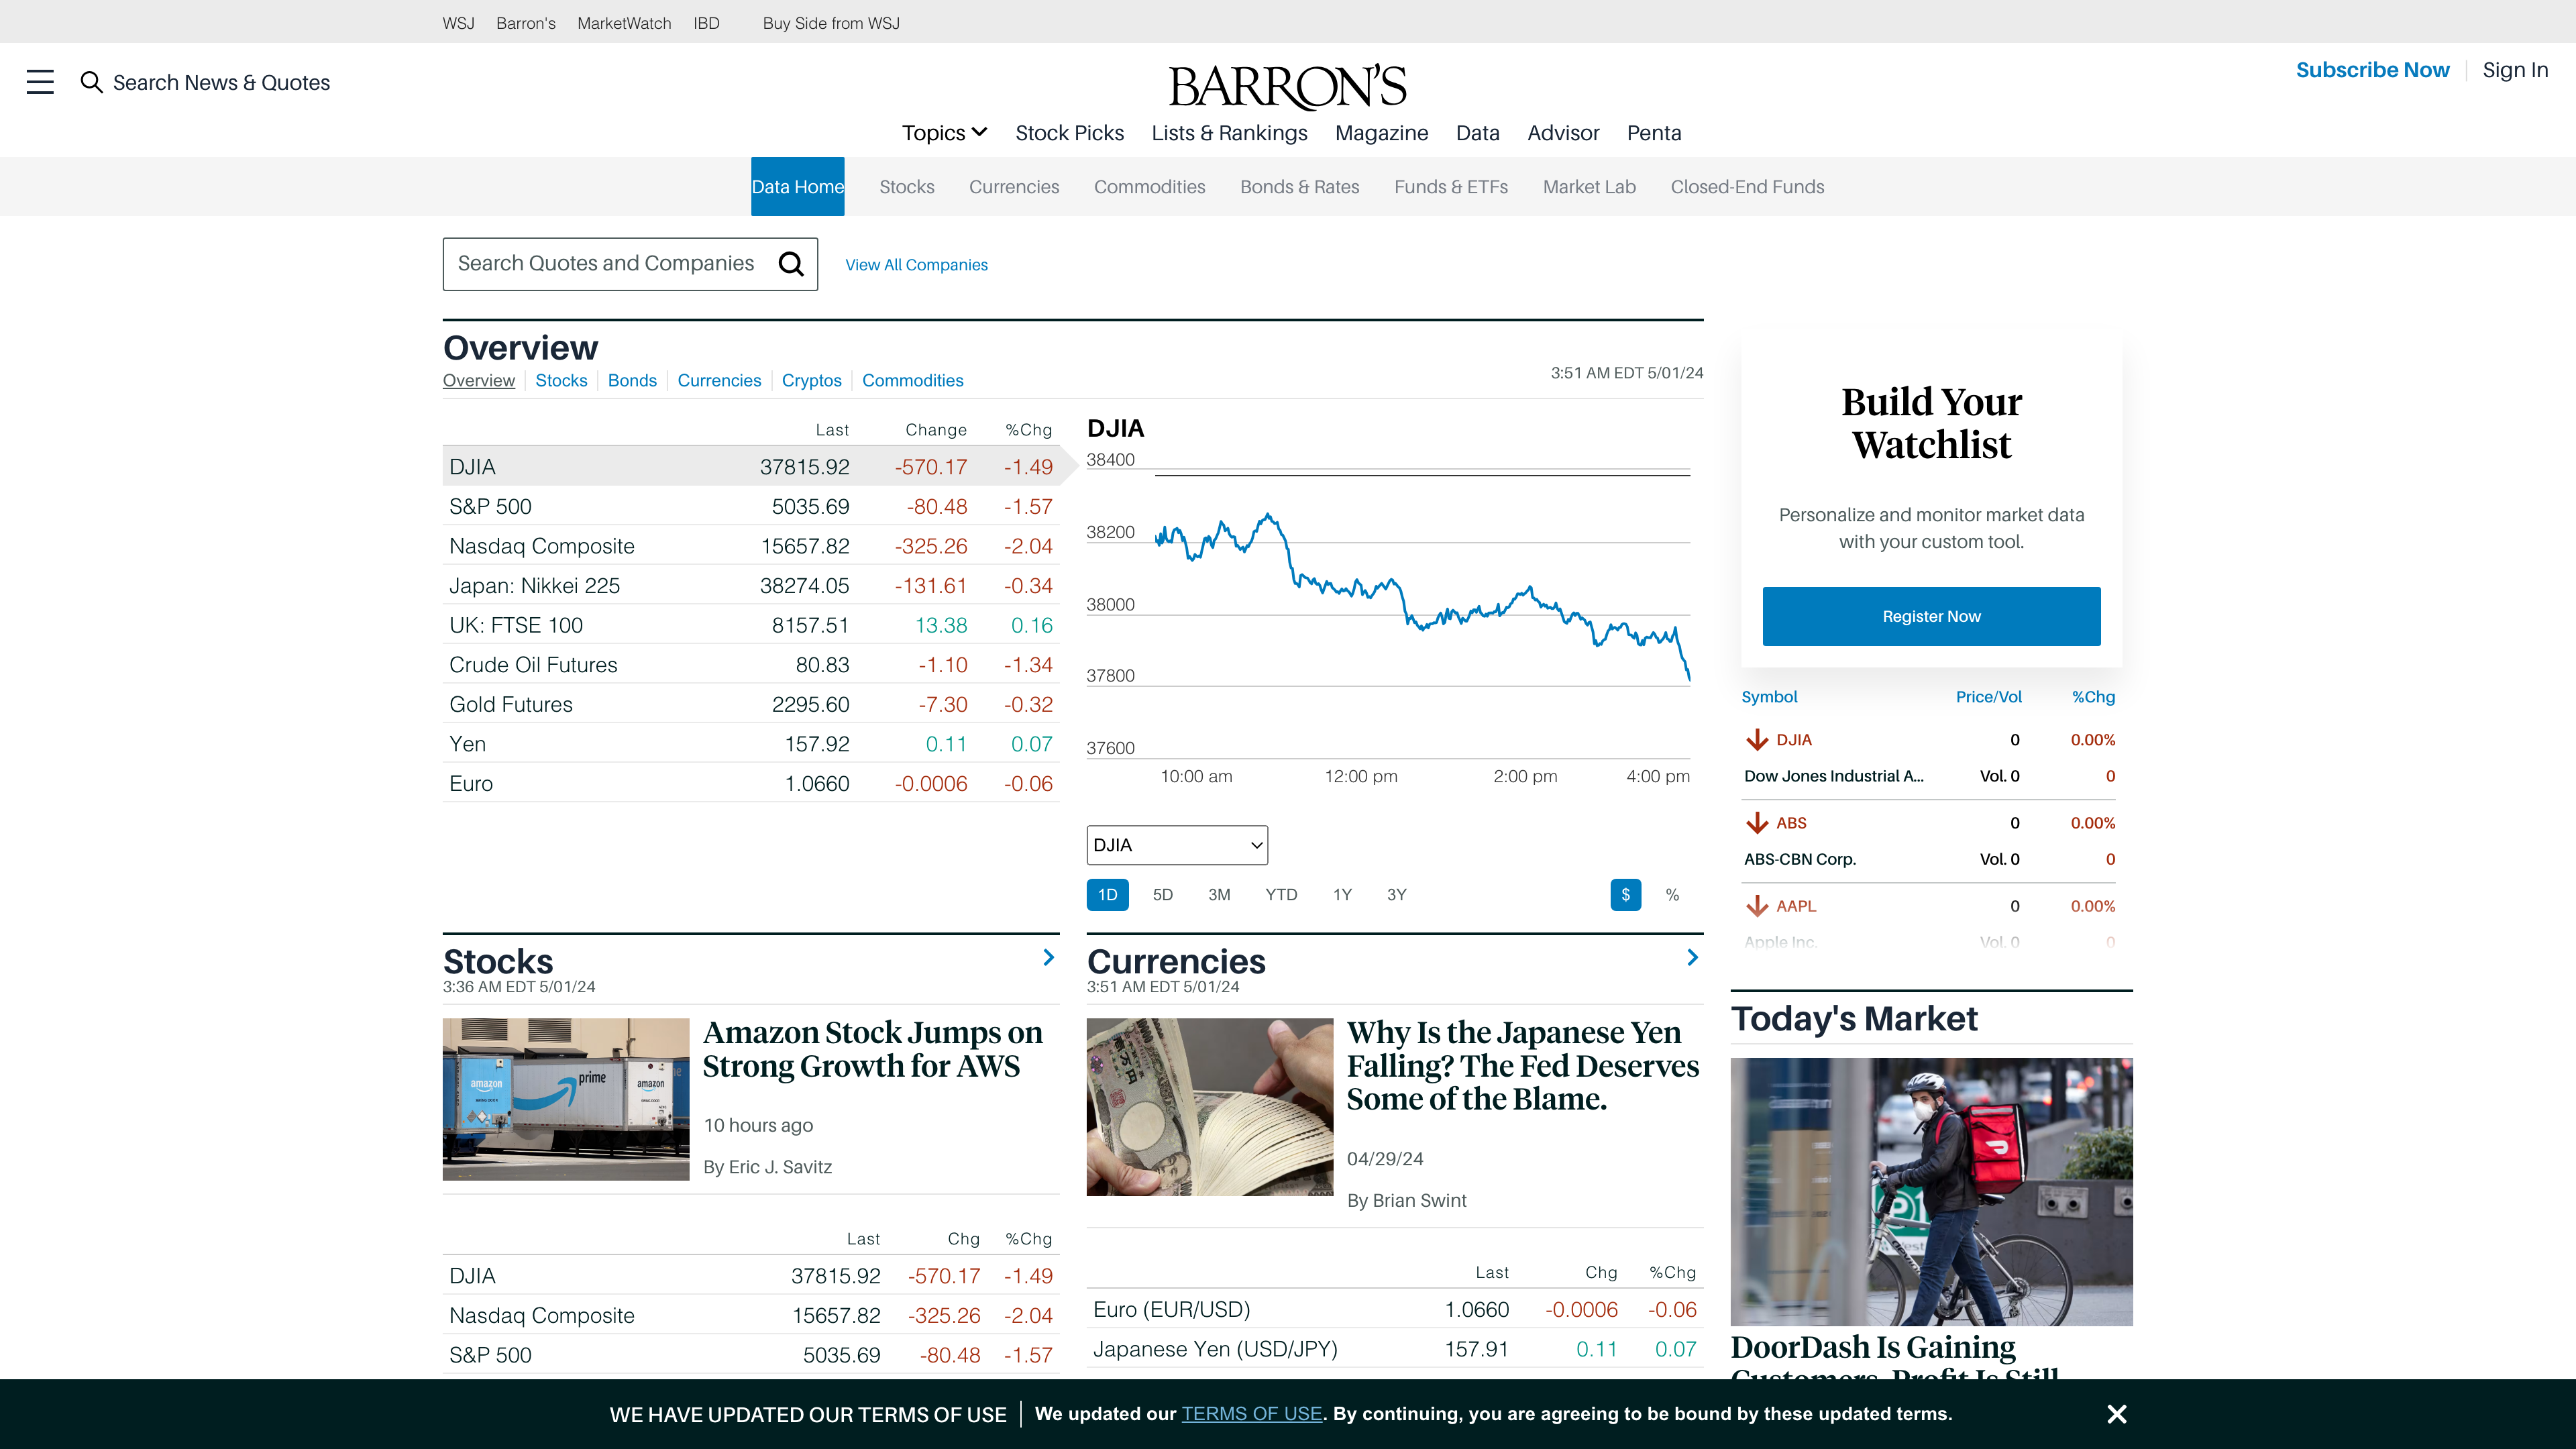 WSJ Barron's MarketWatch IBD Buy Side from WSJ
Search News & Quotes
BARRON'S
Subscribe Now Sign In
Topics Stock Picks Lists & Rankings Magazine Data Advisor Penta
Data Home Stocks Currencies Commodities Bonds & Rates Funds & ETFs Market Lab Closed-End Funds
Search Quotes and Companies View All Companies
Overview
Overview Stocks Bonds Currencies Cryptos Commodities
3:51 AM EDT 5/01/24
Last Change %Chg
DJIA 37815.92 -570.17 -1.49
S&P 500 5035.69 -80.48 -1.57
Nasdaq Composite 15657.82 -325.26 -2.04
Japan: Nikkei 225 38274.05 -131.61 -0.34
UK: FTSE 100 8157.51 13.38 0.16
Crude Oil Futures 80.83 -1.10 -1.34
Gold Futures 2295.60 -7.30 -0.32
Yen 157.92 0.11 0.07
Euro 1.0660 -0.0006 -0.06
DJIA
38400
38200
38000
37800
37600
10:00 am 12:00 pm 2:00 pm 4:00 pm
DJIA
1D 5D 3M YTD 1Y 3Y $ %
Build Your
Watchlist
Personalize and monitor market data
with your custom tool.
Register Now
Symbol Price/Vol %Chg
DJIA 0 0.00%
Dow Jones Industrial A... Vol. 0 0
ABS 0 0.00%
ABS-CBN Corp. Vol. 0 0
AAPL 0 0.00%
Apple Inc. Vol. 0 0
Stocks
3:36 AM EDT 5/01/24
amazon prime amazon
Amazon Stock Jumps on
Strong Growth for AWS
10 hours ago
By Eric J. Savitz
Last Chg %Chg
DJIA 37815.92 -570.17 -1.49
Nasdaq Composite 15657.82 -325.26 -2.04
S&P 500 5035.69 -80.48 -1.57
Currencies
3:51 AM EDT 5/01/24
Why Is the Japanese Yen
Falling? The Fed Deserves
Some of the Blame.
04/29/24
By Brian Swint
Last Chg %Chg
Euro (EUR/USD) 1.0660 -0.0006 -0.06
Japanese Yen (USD/JPY) 157.91 0.11 0.07
Today's Market
DoorDash Is Gaining
Customers. Profit Is Still
WE HAVE UPDATED OUR TERMS OF USE We updated our TERMS OF USE. By continuing, you are agreeing to be bound by these updated terms.